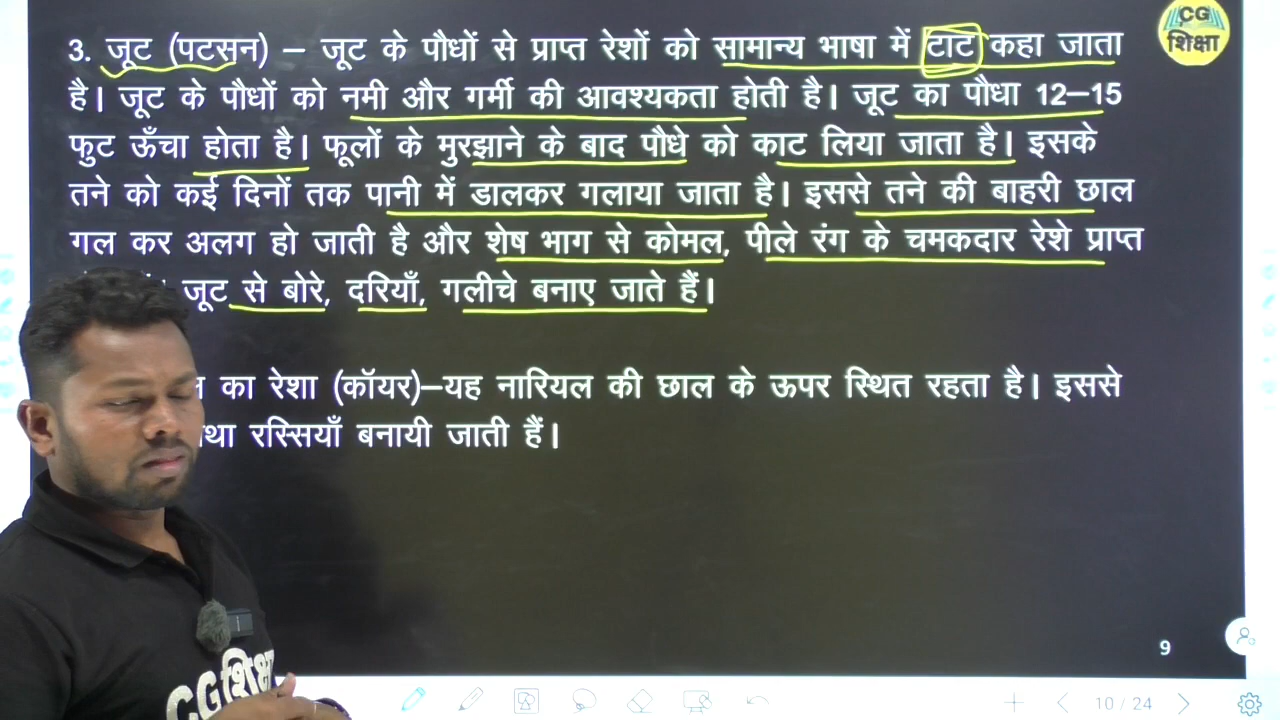 3. जूट (पटसन) – जूट के पौधों से प्राप्त रेशों को सामान्य भाषा में टाट कहा जाता
है। जूट के पौधों को नमी और गर्मी की आवश्यकता होती है। जूट का पौधा 12–15
फुट ऊँचा होता है। फूलों के मुरझाने के बाद पौधे को काट लिया जाता है। इसके
तने को कई दिनों तक पानी में डालकर गलाया जाता है। इससे तने की बाहरी छाल
गल कर अलग हो जाती है और शेष भाग से कोमल, पीले रंग के चमकदार रेशे प्राप्त
जूट से बोरे, दरियाँ, गलीचे बनाए जाते हैं।
का रेशा (कॉयर)–यह नारियल की छाल के ऊपर स्थित रहता है। इससे
रस्सियाँ बनायी जाती हैं।
CG
शिक्षा
CG शिक्षा
9
10 / 24